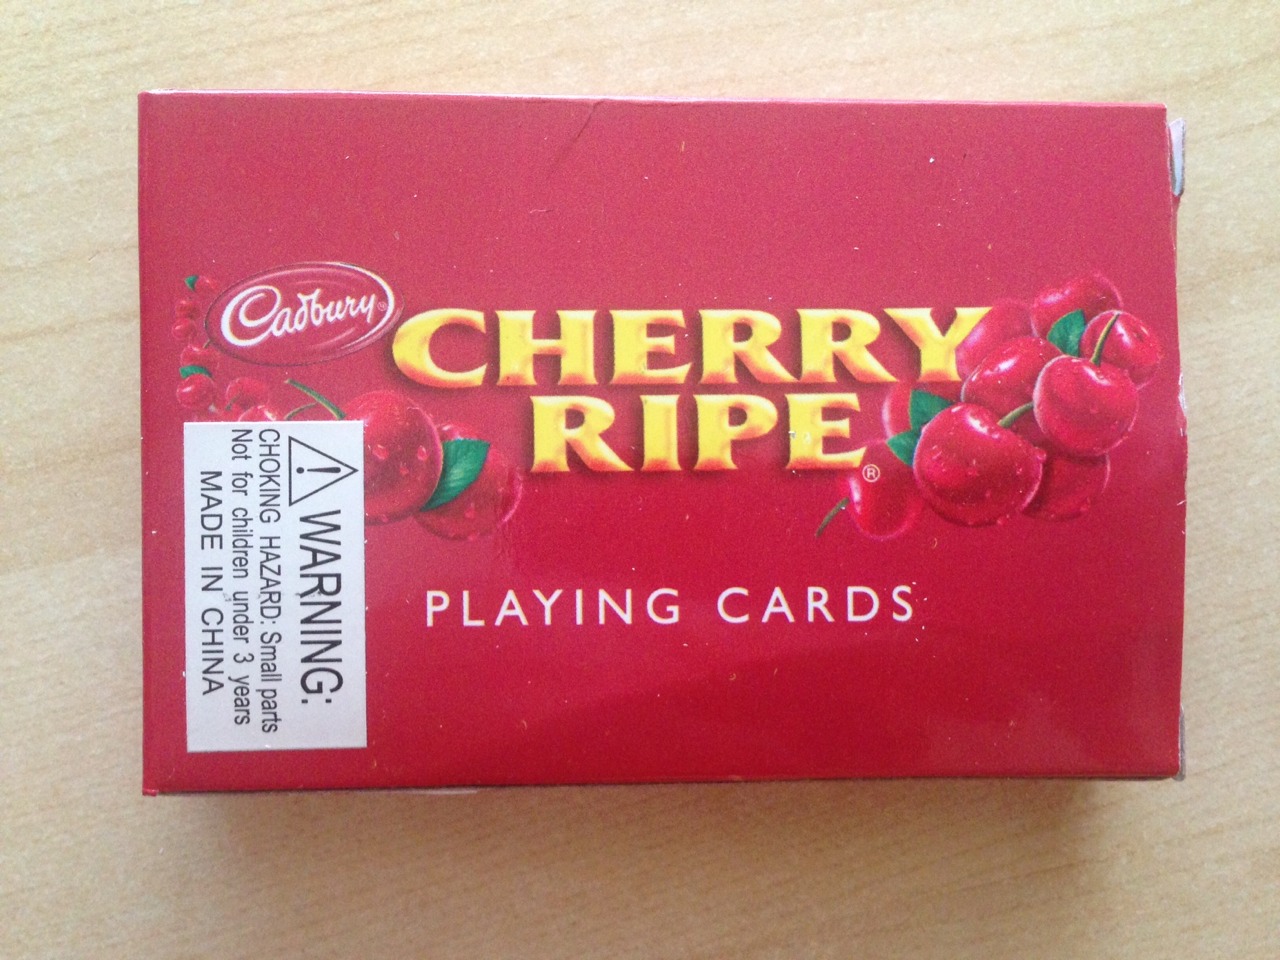 Cadbury
CHERRY
RIPE®
PLAYING CARDS
WARNING:
CHOKING HAZARD: Small parts
Not for children under 3 years
MADE IN CHINA